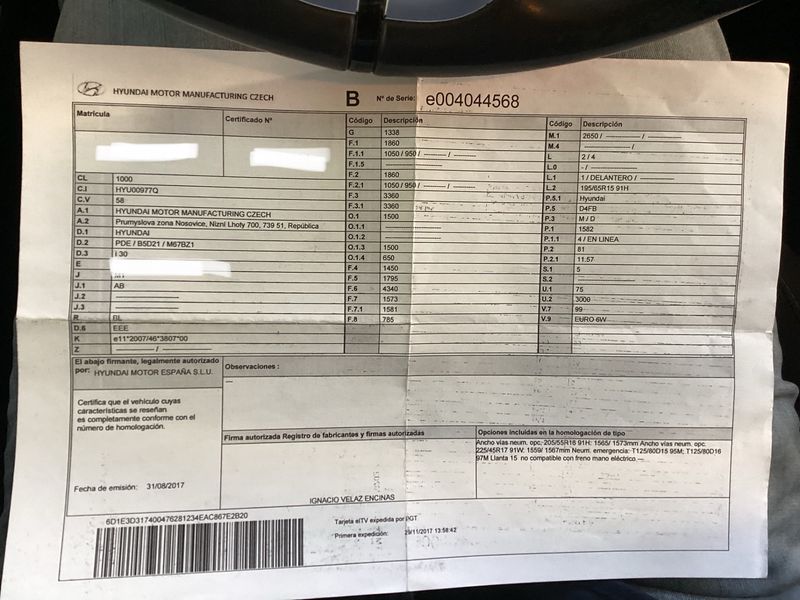 HYUNDAI MOTOR MANUFACTURING CZECH
B Nº de Serie: e004044568
Matricula
Certificado Nº
CL 1000
C.I HYU00977Q
C.V 58
A.1 HYUNDAI MOTOR MANUFACTURING CZECH
A.2 Prumyslova zona Nosovice, Nizni Lhoty 700, 739 51, República
D.1 HYUNDAI
D.2 PDE / B5D21 / M67BZ1
D.3 i 30
E
J M1
J.1 AB
J.2 --------------------
J.3 --------------------
R BL
D.6 EEE
K e11*2007/46*3807*00
Z ------------- / -------------
Código Descripción
G 1338
F.1 1860
F.1.1 1050 / 950 / ---------- / ----------
F.1.5 --------------------
F.2 1860
F.2.1 1050 / 950 / ---------- / ----------
F.3 3360
F.3.1 3360
O.1 1500
O.1.1 --------------------
O.1.2 --------------------
O.1.3 1500
O.1.4 650
F.4 1450
F.5 1795
F.6 4340
F.7 1573
F.7.1 1581
F.8 785
Código Descripción
M.1 2650 / ------------- / -------------
M.4 ------------------- /
L 2 / 4
L.0 - / -
L.1 1 / DELANTERO /
L.2 195/65R15 91H
P.5.1 Hyundai
P.5 D4FB
P.3 M / D
P.1 1582
P.1.1 4 / EN LINEA
P.2 81
P.2.1 11.57
S.1 5
S.2 --------------------
U.1 75
U.2 3000
V.7 99
V.9 EURO 6W
El abajo firmante, legalmente autorizado
por: HYUNDAI MOTOR ESPAÑA S.L.U.
Certifica que el vehículo cuyas
características se reseñan
es completamente conforme con el
número de homologación.
Fecha de emisión: 31/08/2017
Observaciones :
---
Firma autorizada Registro de fabricantes y firmas autorizadas
IGNACIO VELAZ ENCINAS
Opciones incluidas en la homologación de tipo
Ancho vías neum. opc. 205/55R16 91H: 1565/ 1573mm Ancho vías neum. opc.
225/45R17 91W: 1559/ 1567mm Neum. emergencia: T125/80D15 95M; T125/80D16
97M Llanta 15 no compatible con freno mano eléctrico.---
6D1E3D317400476281234EAC867E2B20
Tarjeta eITV expedida por PGT
Primera expedición: 29/11/2017 13:58:42